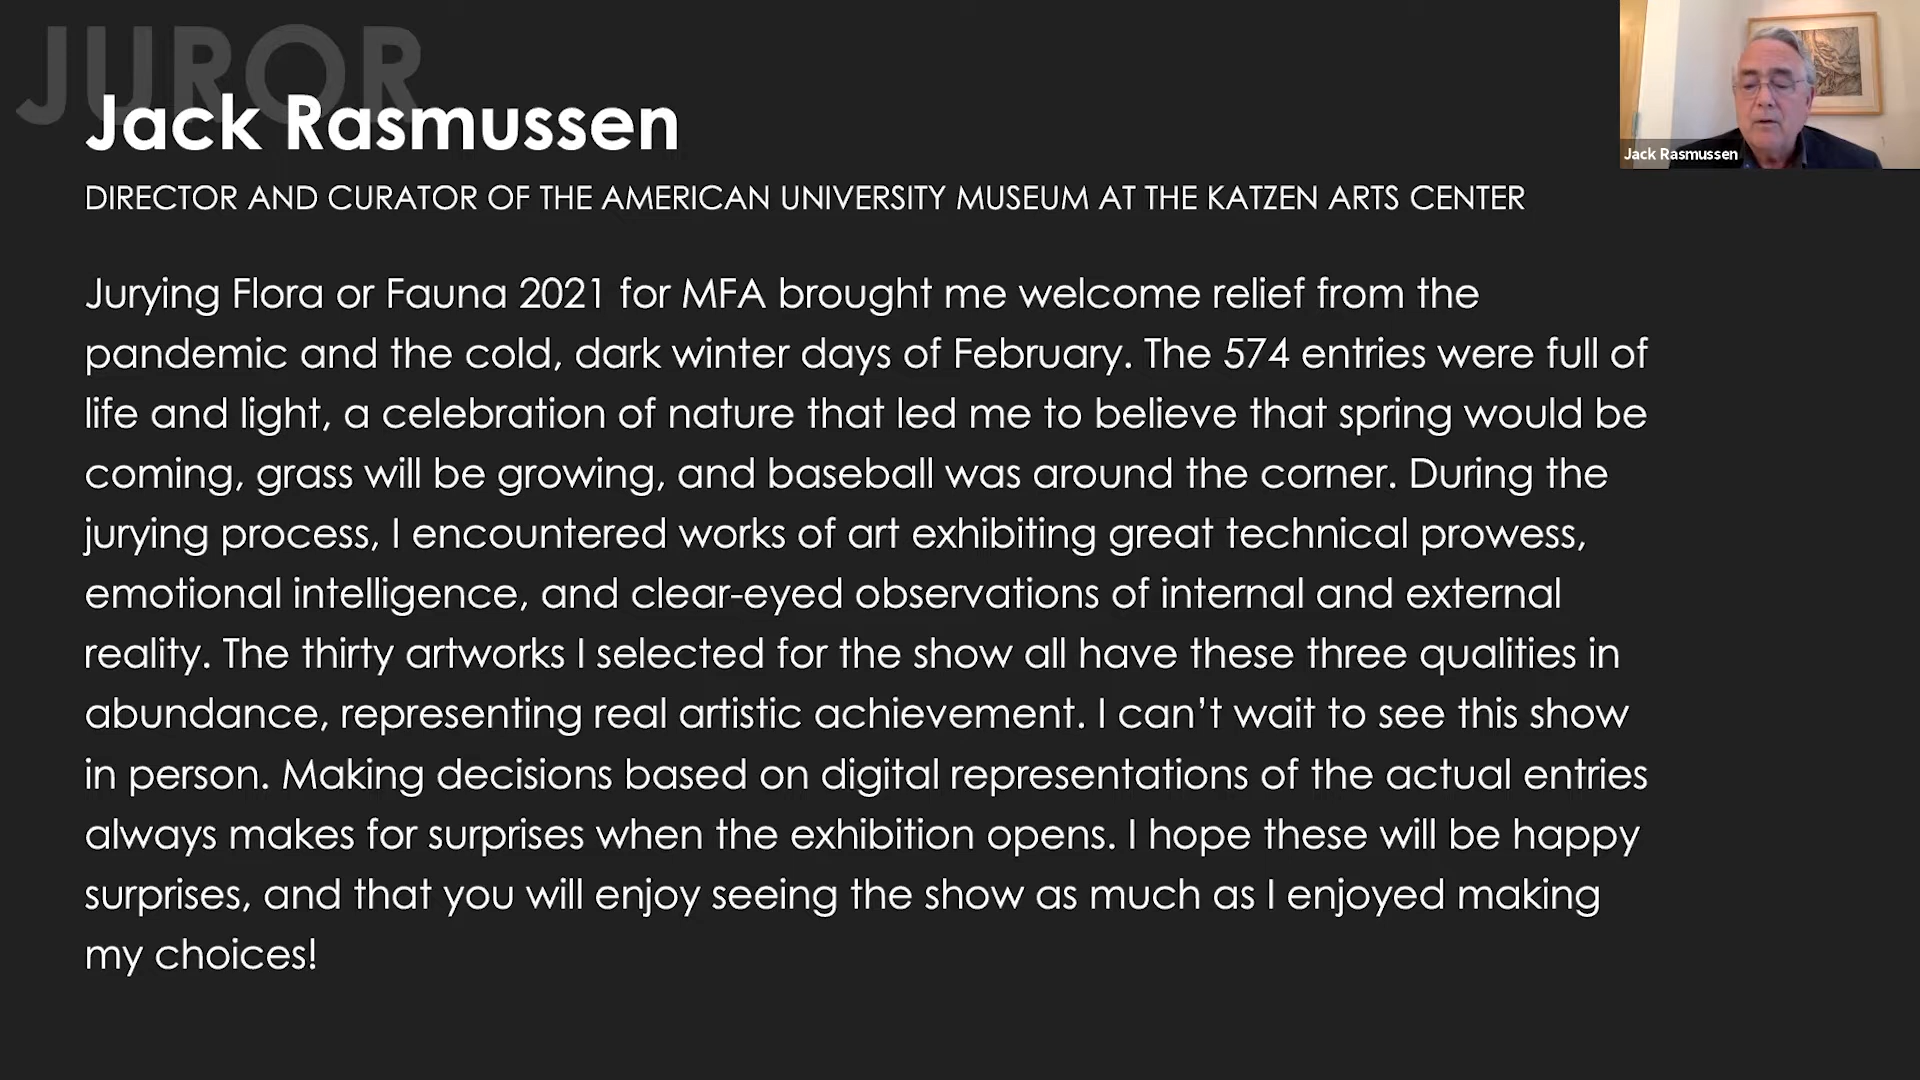 JUROR
Jack Rasmussen
DIRECTOR AND CURATOR OF THE AMERICAN UNIVERSITY MUSEUM AT THE KATZEN ARTS CENTER
Jurying Flora or Fauna 2021 for MFA brought me welcome relief from the
pandemic and the cold, dark winter days of February. The 574 entries were full of
life and light, a celebration of nature that led me to believe that spring would be
coming, grass will be growing, and baseball was around the corner. During the
jurying process, I encountered works of art exhibiting great technical prowess,
emotional intelligence, and clear-eyed observations of internal and external
reality. The thirty artworks I selected for the show all have these three qualities in
abundance, representing real artistic achievement. I can’t wait to see this show
in person. Making decisions based on digital representations of the actual entries
always makes for surprises when the exhibition opens. I hope these will be happy
surprises, and that you will enjoy seeing the show as much as I enjoyed making
my choices!
Jack Rasmussen